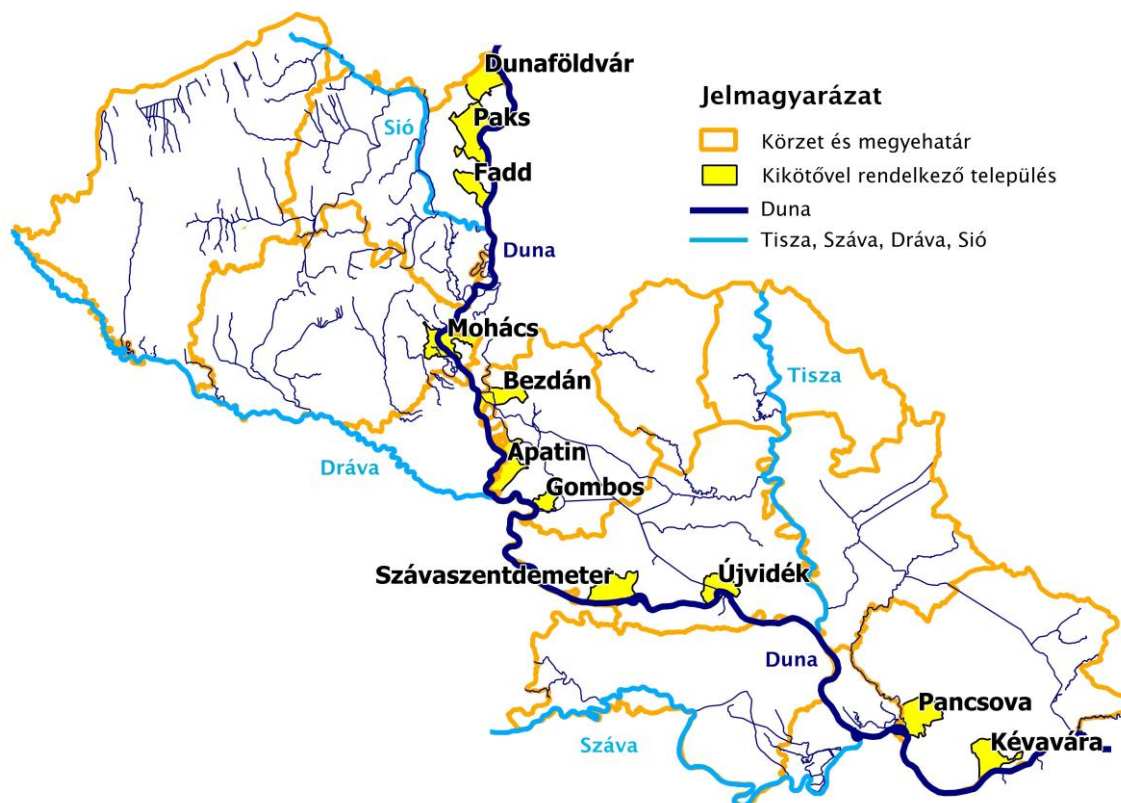 Dunaföldvár
Paks
Sió
Fadd
Duna
Mohács
Bezdán
Tisza
Apatin
Dráva
Gombos
Szávaszentdemeter
Újvidék
Duna
Pancsova
Száva
Kévavára
Jelmagyarázat
Körzet és megyehatár
Kikötővel rendelkező település
Duna
Tisza, Száva, Dráva, Sió